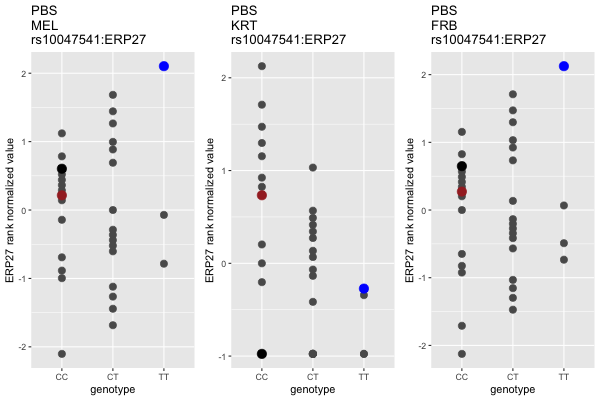 PBS
MEL
rs10047541:ERP27
ERP27 rank normalized value
2
1
0
-1
-2
CC
CT
TT
genotype
PBS
KRT
rs10047541:ERP27
ERP27 rank normalized value
2
1
0
-1
CC
CT
TT
genotype
PBS
FRB
rs10047541:ERP27
ERP27 rank normalized value
2
1
0
-1
-2
CC
CT
TT
genotype